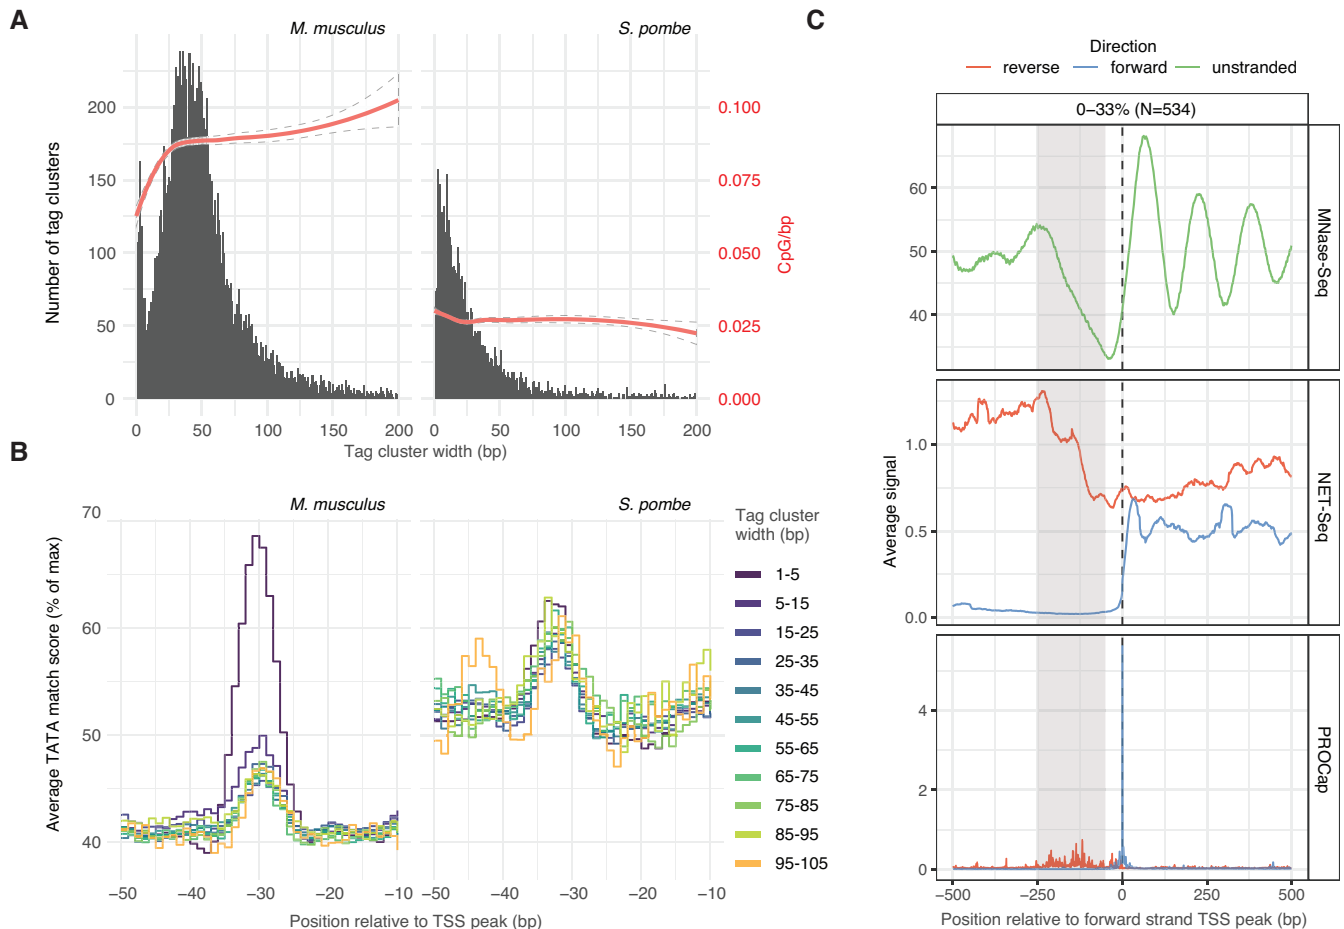 A
M. musculus
S. pombe
Number of tag clusters
200
150
100
50
0
0.100
0.075
0.050
0.025
0.000
CpG/bp
0 50 100 150 200
0 50 100 150 200
Tag cluster width (bp)
B
M. musculus
S. pombe
Average TATA match score (% of max)
70
60
50
40
−50 −40 −30 −20 −10
−50 −40 −30 −20 −10
Position relative to TSS peak (bp)
Tag cluster
width (bp)
1-5
5-15
15-25
25-35
35-45
45-55
55-65
65-75
75-85
85-95
95-105
C
Direction
reverse forward unstranded
0−33% (N=534)
60
50
40
MNase-Seq
Average signal
1.0
0.5
0.0
NET-Seq
4
2
0
PROCap
−500 −250 0 250 500
Position relative to forward strand TSS peak (bp)